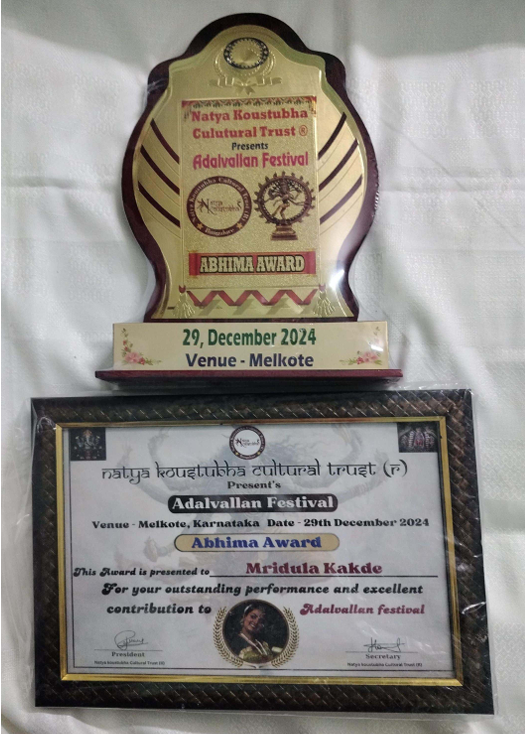 Natya Koustubha
Culutural Trust ®
Presents
Adalvallan Festival
ABHIMA AWARD
29, December 2024
Venue - Melkote
natya koustubha cultural trust (r)
Present's
Adalvallan Festival
Venue - Melkote, Karnataka Date - 29th December 2024
Abhima Award
This Award is presented to Mridula Kakde
For your outstanding performance and excellent
contribution to Adalvallan festival
President Secretary
Natya Koustubha Cultural Trust (R) Natya Koustubha Cultural Trust (R)